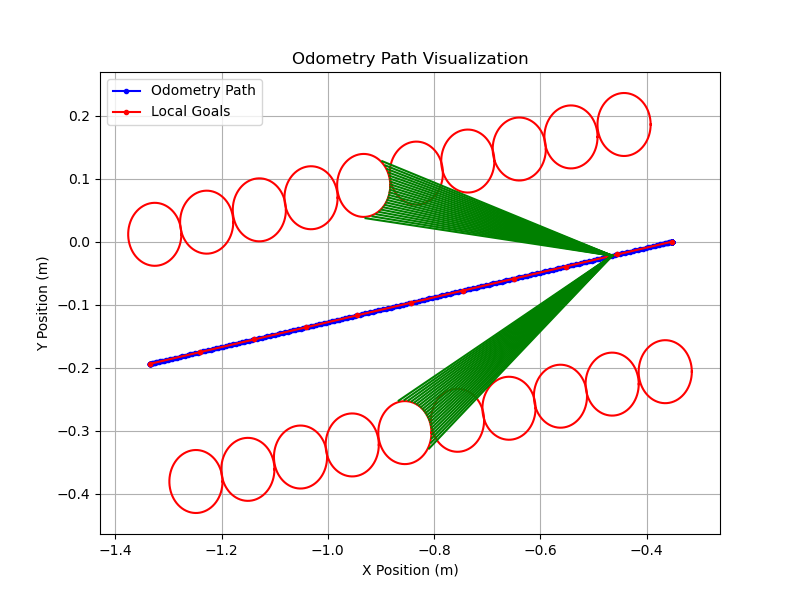 Odometry Path Visualization
Odometry Path
Local Goals
Y Position (m)
0.2
0.1
0.0
−0.1
−0.2
−0.3
−0.4
−1.4 −1.2 −1.0 −0.8 −0.6 −0.4
X Position (m)